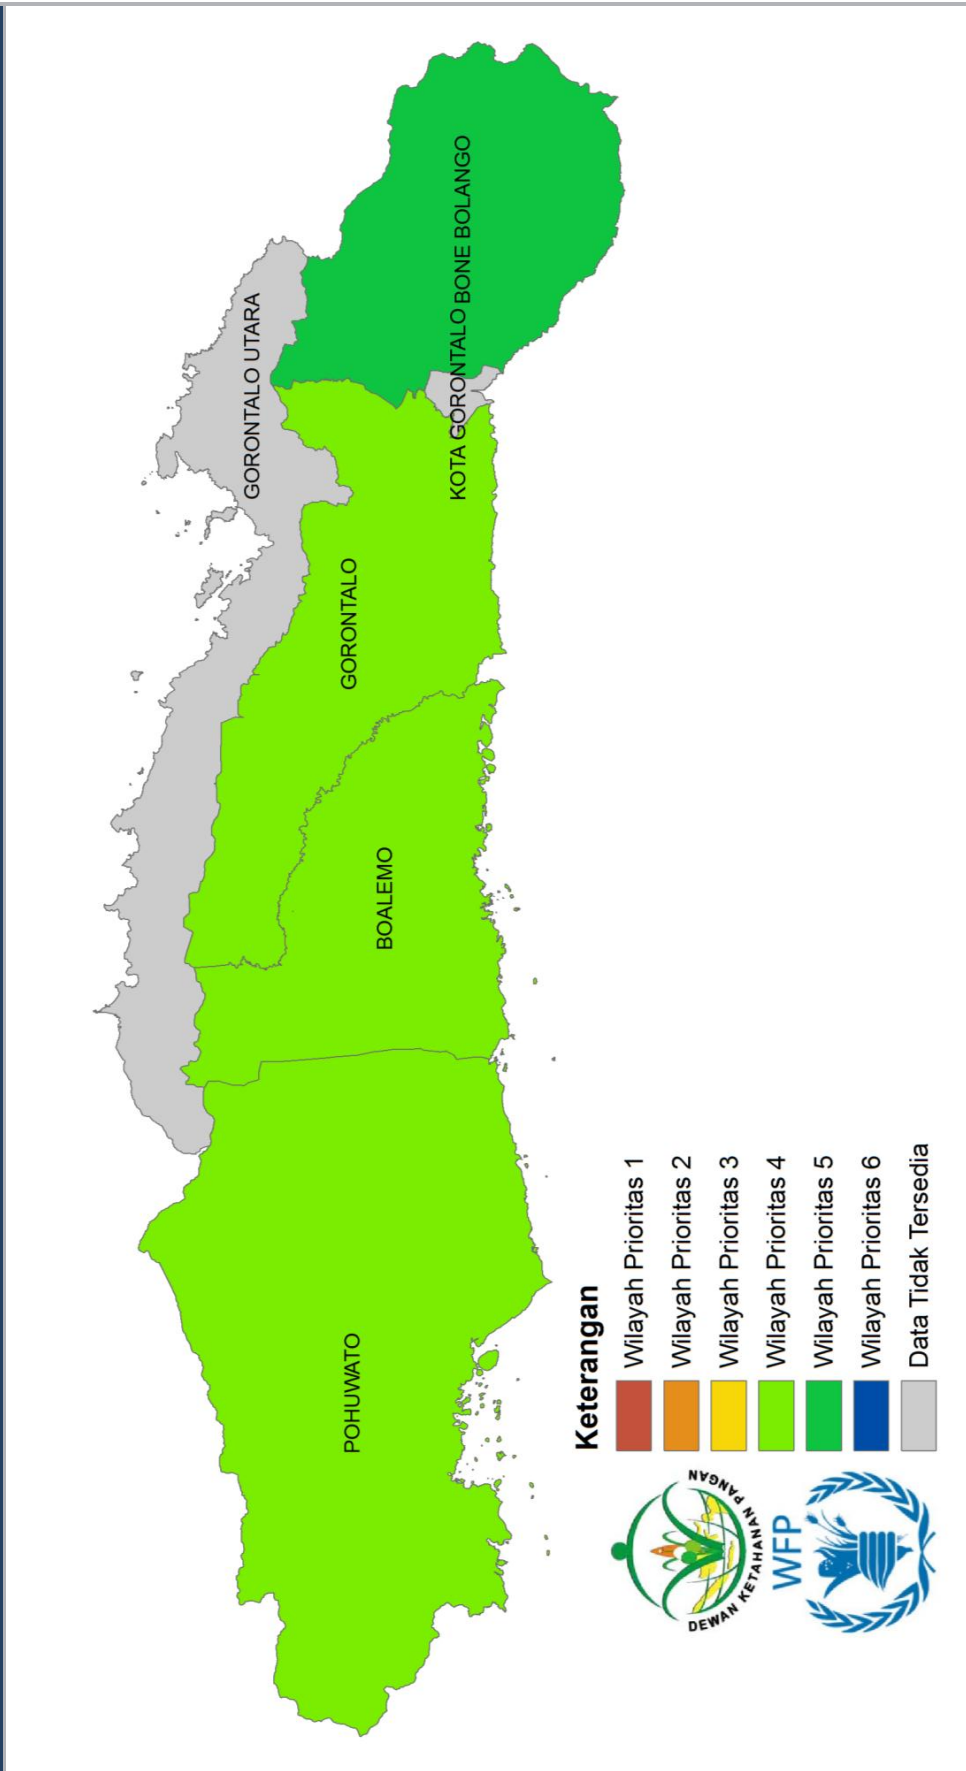 GORONTALO UTARA
GORONTALO
KOTA GORONTALO
BONE BOLANGO
BOALEMO
POHUWATO
Keterangan
Wilayah Prioritas 1
Wilayah Prioritas 2
Wilayah Prioritas 3
Wilayah Prioritas 4
Wilayah Prioritas 5
Wilayah Prioritas 6
Data Tidak Tersedia
DEWAN KETAHANAN PANGAN
WFP